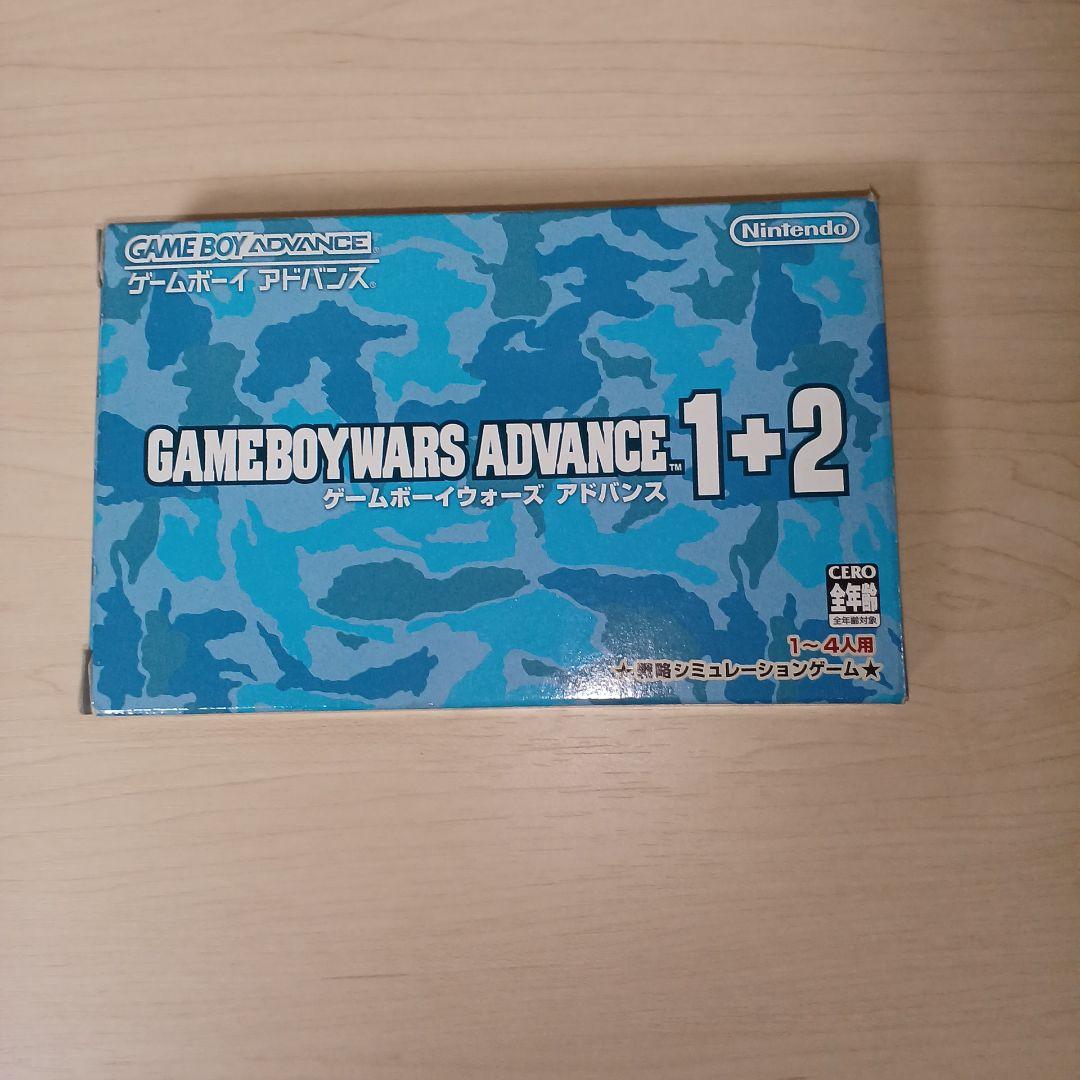 GAME BOY ADVANCE®
Nintendo®
ゲームボーイ アドバンス®
GAMEBOYWARS ADVANCE™ 1+2
ゲームボーイウォーズ アドバンス
CERO
全年齢
全年齢対象
1～4人用
★戦略シミュレーションゲーム★